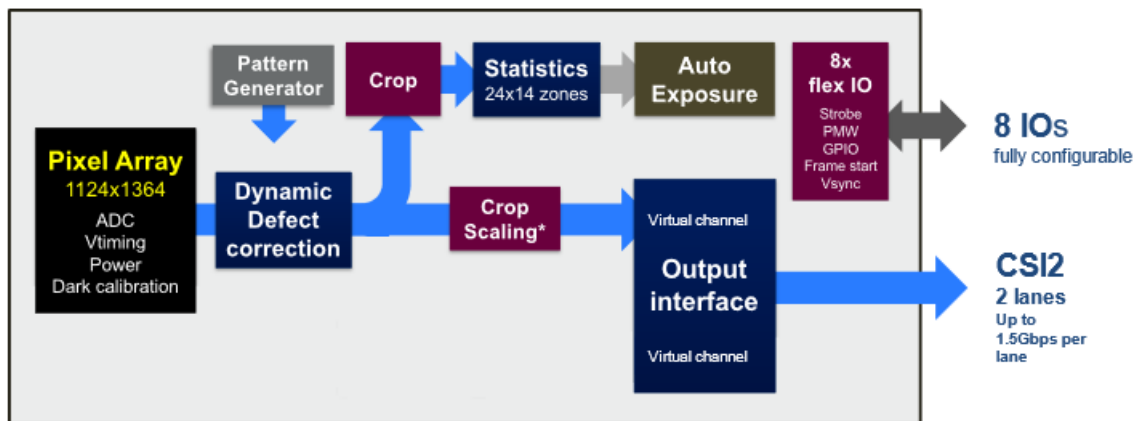 Pattern
Generator
Crop
Statistics
24x14 zones
Auto
Exposure
8x
flex IO
Strobe
PMW
GPIO
Frame start
Vsync
8 IOs
fully configurable
Pixel Array
1124x1364
ADC
Vtiming
Power
Dark calibration
Dynamic
Defect
correction
Crop
Scaling*
Virtual channel
Output
interface
Virtual channel
CSI2
2 lanes
Up to
1.5Gbps per
lane